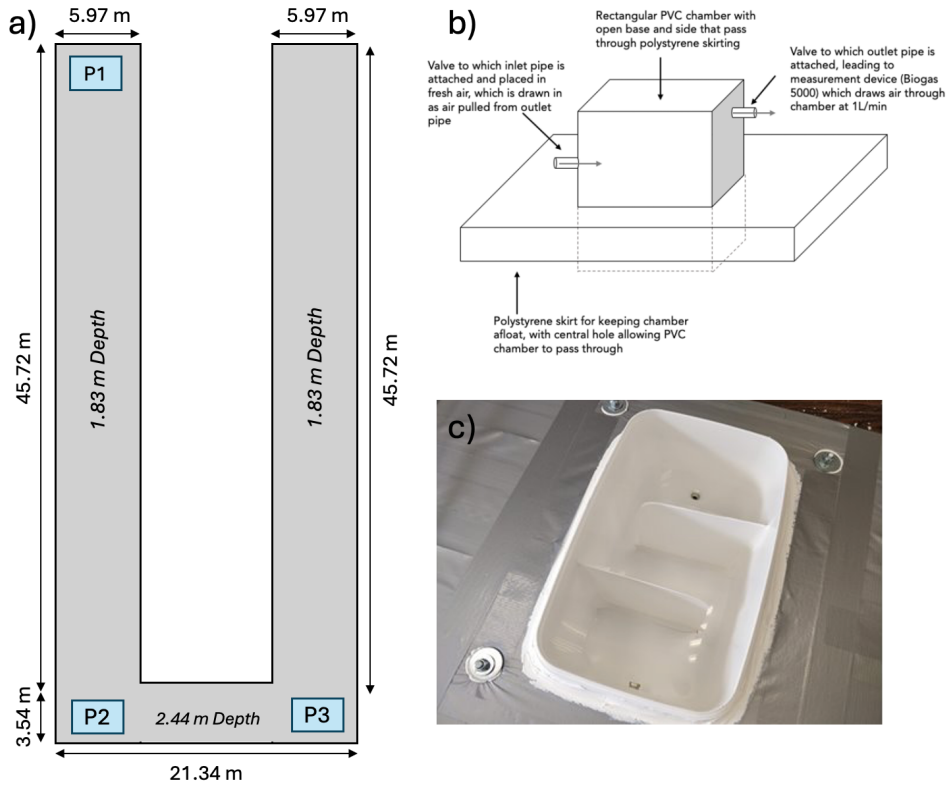 a)
5.97 m
5.97 m
P1
45.72 m
1.83 m Depth
1.83 m Depth
45.72 m
3.54 m
P2
2.44 m Depth
P3
21.34 m
b)
Rectangular PVC chamber with
open base and side that pass
through polystyrene skirting
Valve to which inlet pipe is
attached and placed in
fresh air, which is drawn in
as air pulled from outlet
pipe
Valve to which outlet pipe is
attached, leading to
measurement device (Biogas
5000) which draws air through
chamber at 1L/min
Polystyrene skirt for keeping chamber
afloat, with central hole allowing PVC
chamber to pass through
c)